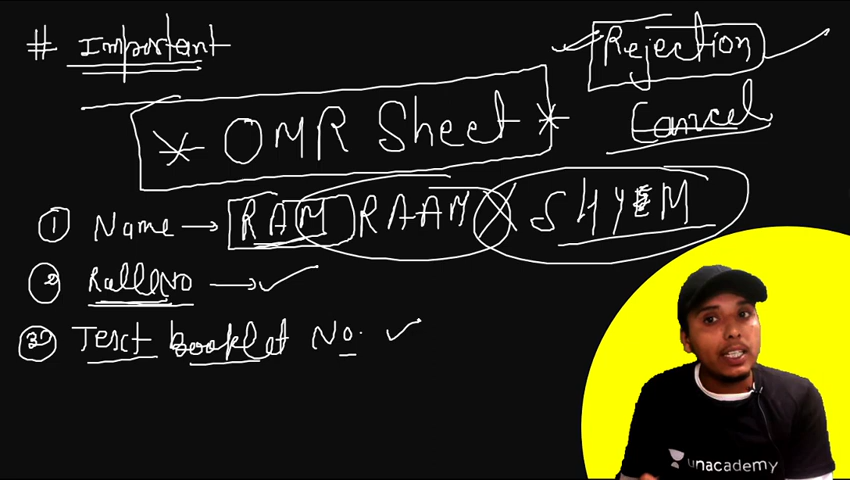 # Important
Rejection
Cancel
* OMR Sheet *
① Name → RAM RAAM SHYAM
② Roll No → ✓
③ Test booklet No. ✓
unacademy